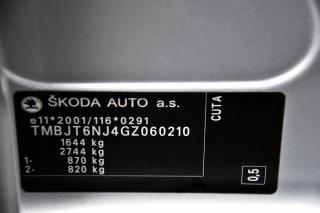 ŠKODA AUTO a.s.
e11*2001/116*0291
TMBJT6NJ4GZ060210
1644 kg
2744 kg
1- 870 kg
2- 820 kg
CUTA
0,5